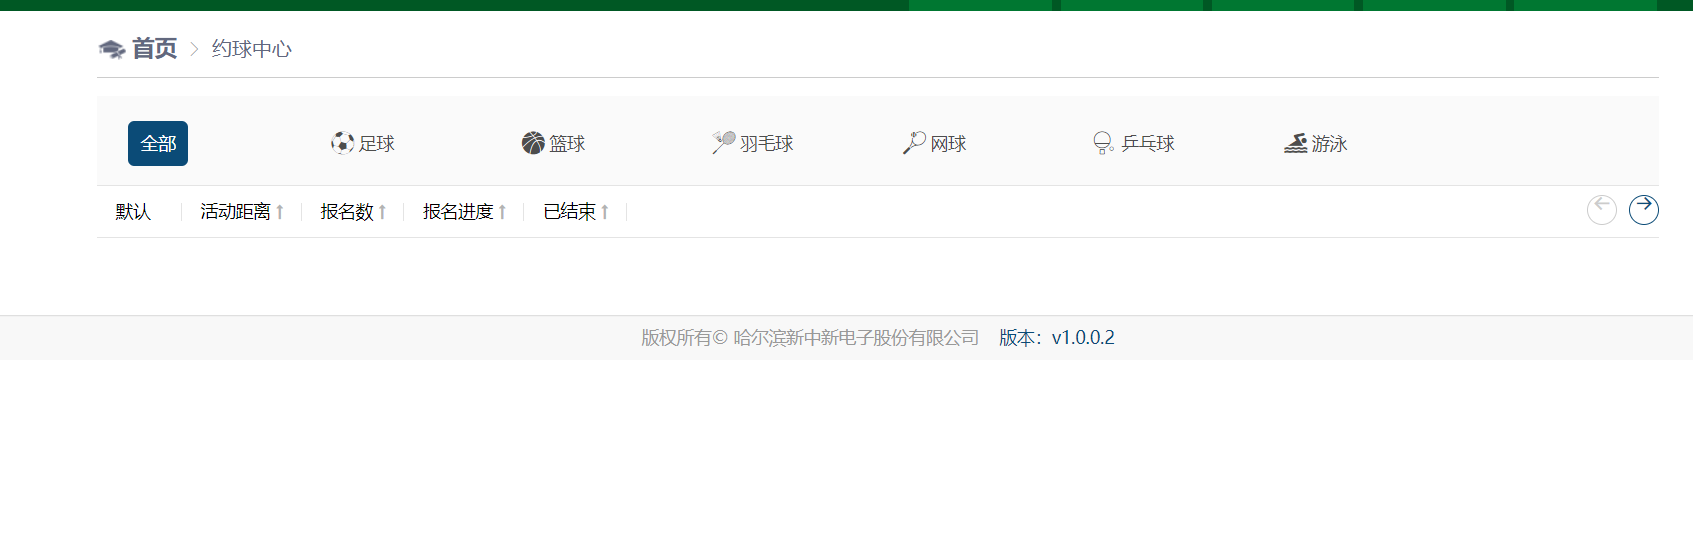 首页 > 约球中心
全部 足球 篮球 羽毛球 网球 乒乓球 游泳
默认 活动距离 报名数 报名进度 已结束
版权所有© 哈尔滨新中新电子股份有限公司 版本：v1.0.0.2